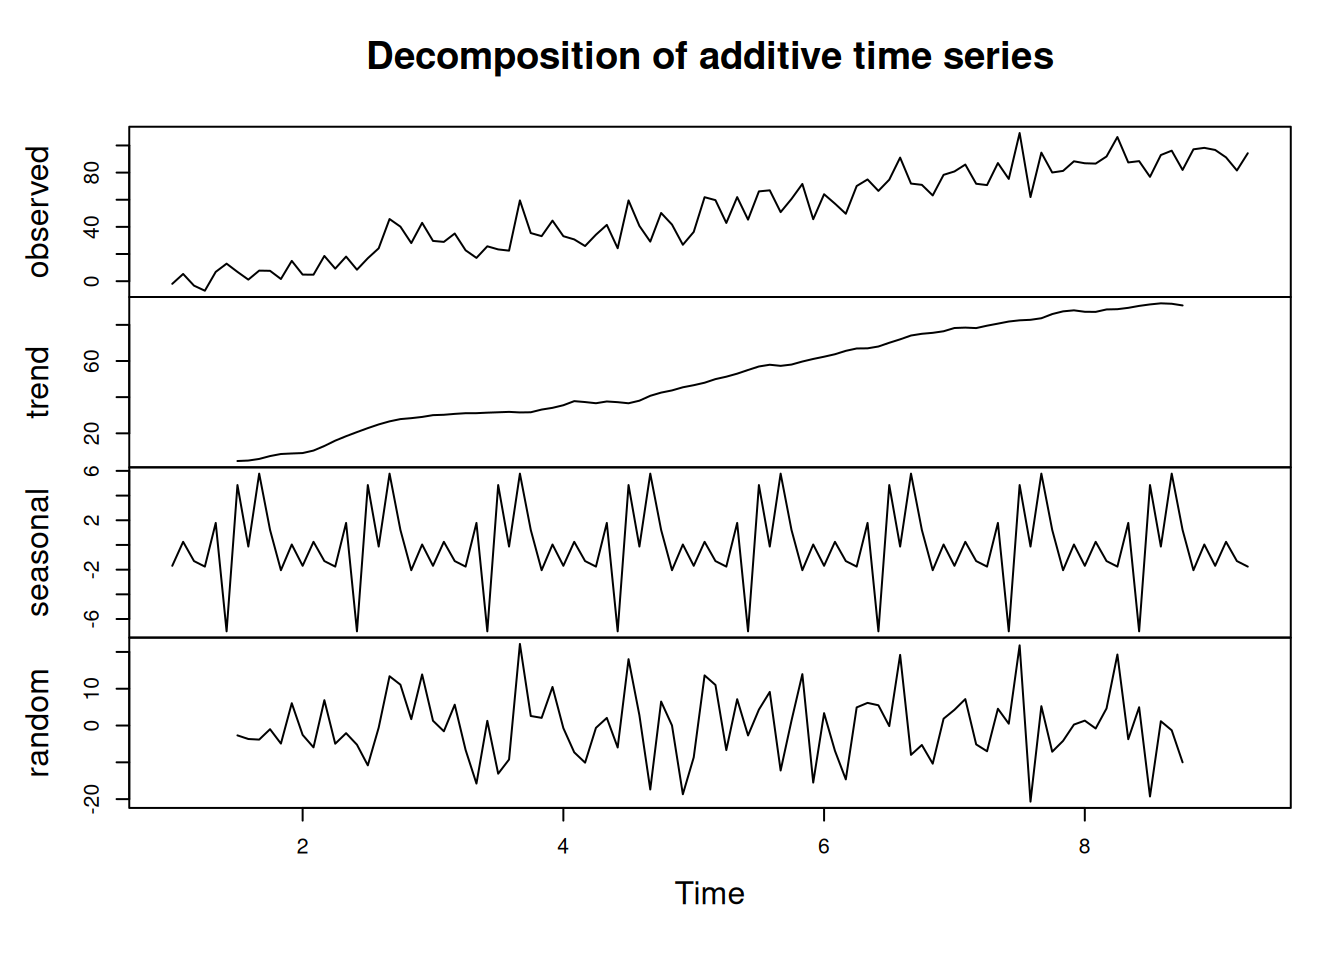 Decomposition of additive time series
observed
0 40 80
trend
20 60
seasonal
-6 -2 2 6
random
-20 0 10
2 4 6 8
Time